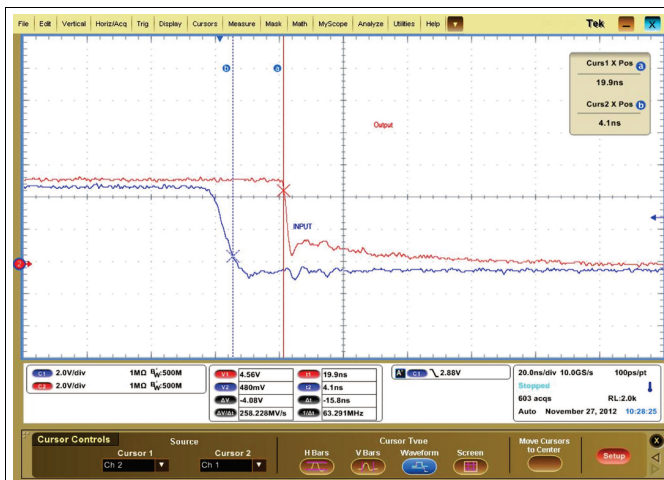 File Edit Vertical Horiz/Acq Trig Display Cursors Measure Mask Math MyScope Analyze Utilities Help Tek X
b a
Curs1 X Pos a
19.9ns
Curs2 X Pos b
4.1ns
Output
INPUT
2
C1 2.0V/div 1MΩ BW:500M
C2 2.0V/div 1MΩ BW:500M
V1 4.56V t1 19.9ns
V2 480mV t2 4.1ns
ΔV -4.08V Δt -15.8ns
ΔV/Δt 258.228MV/s 1/Δt 63.291MHz
A' C1 2.88V
20.0ns/div 10.0GS/s 100ps/pt
Stopped
603 acqs RL:2.0k
Auto November 27, 2012 10:28:25
Cursor Controls
Source
Cursor 1 Cursor 2
Ch 2 Ch 1
Cursor Type
H Bars V Bars Waveform Screen
Move Cursors
to Center
Setup
X